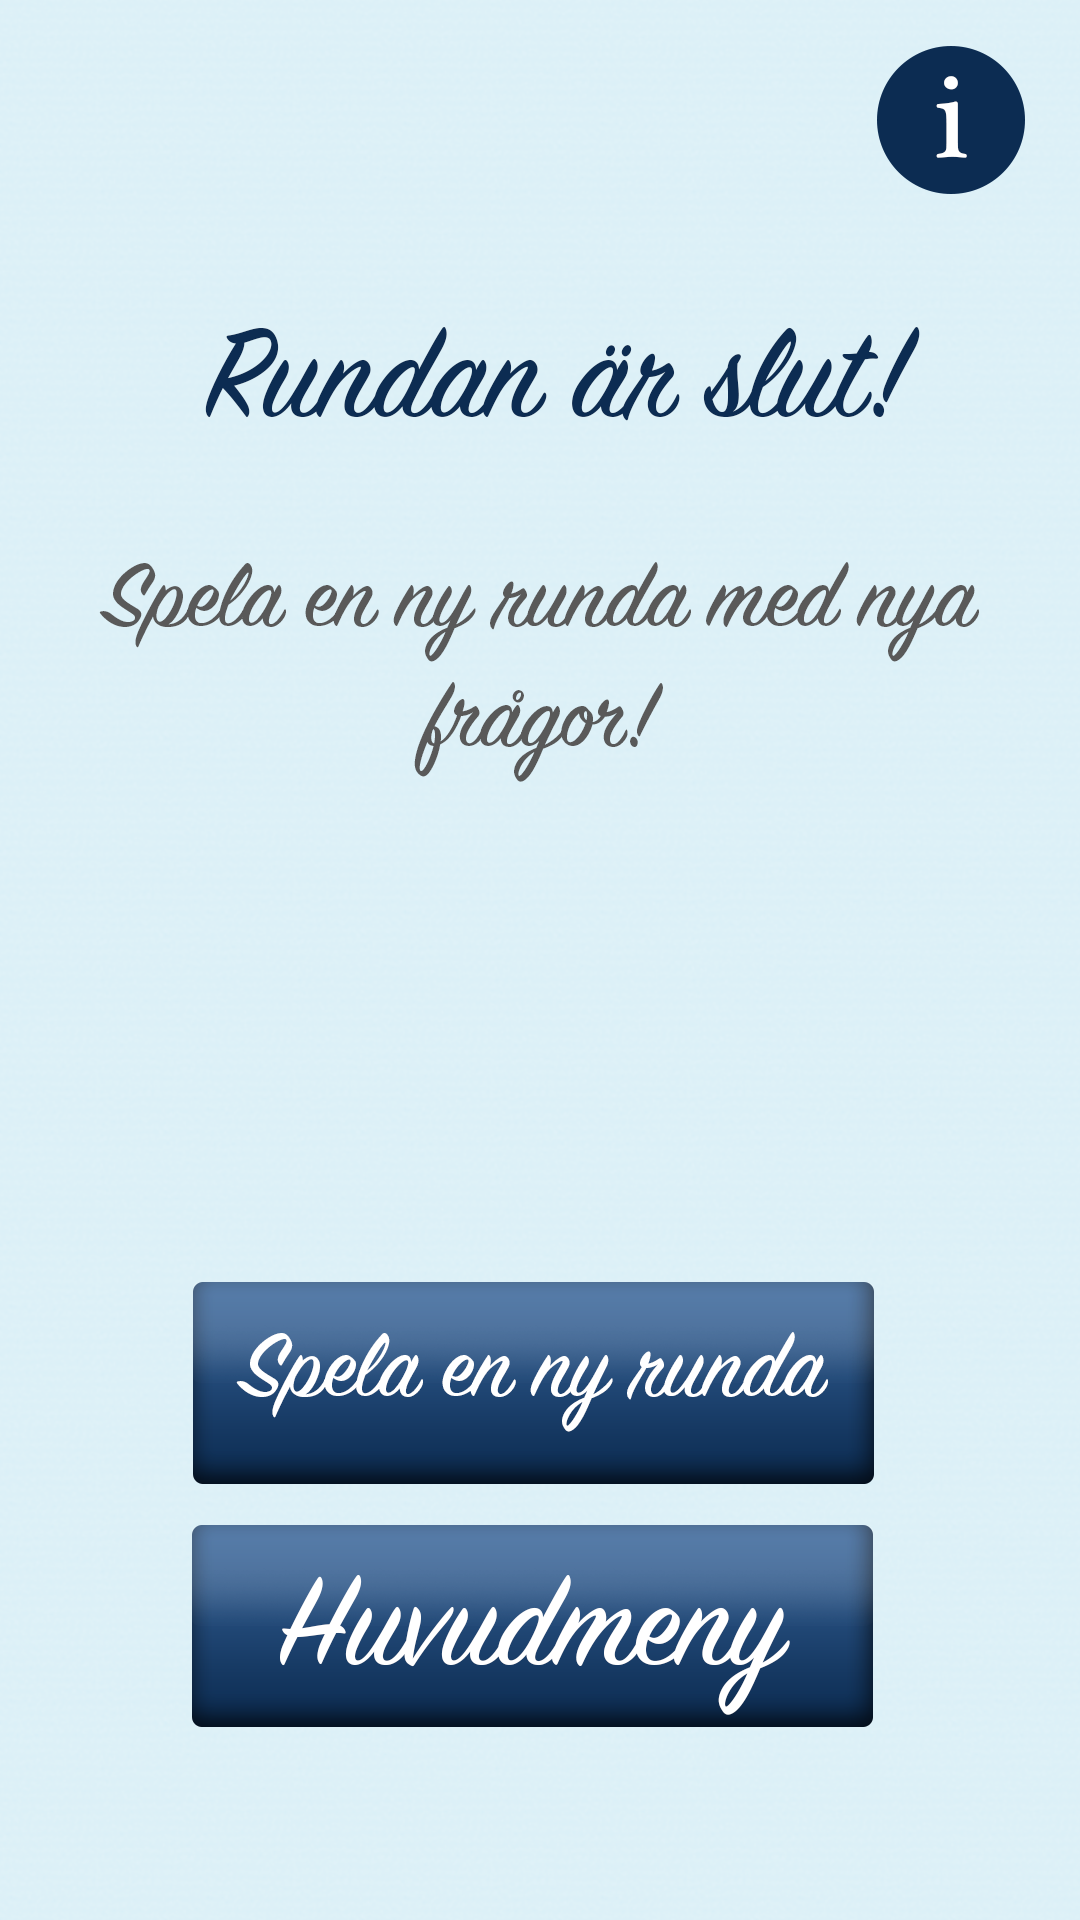 i
Rundan är slut!
Spela en ny runda med nya
frågor!
Spela en ny runda
Huvudmeny